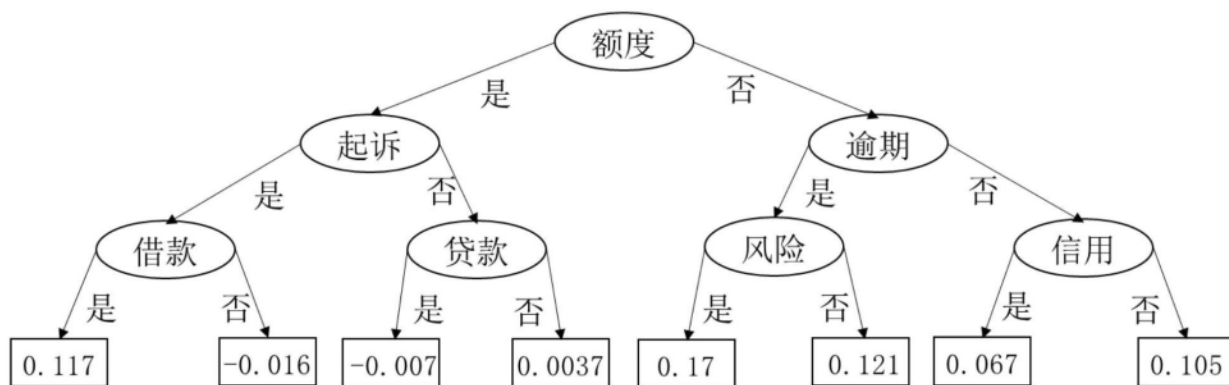 额度
是
否
起诉
逾期
是
否
是
否
借款
贷款
风险
信用
是
否
是
否
是
否
是
否
0.117
-0.016
-0.007
0.0037
0.17
0.121
0.067
0.105